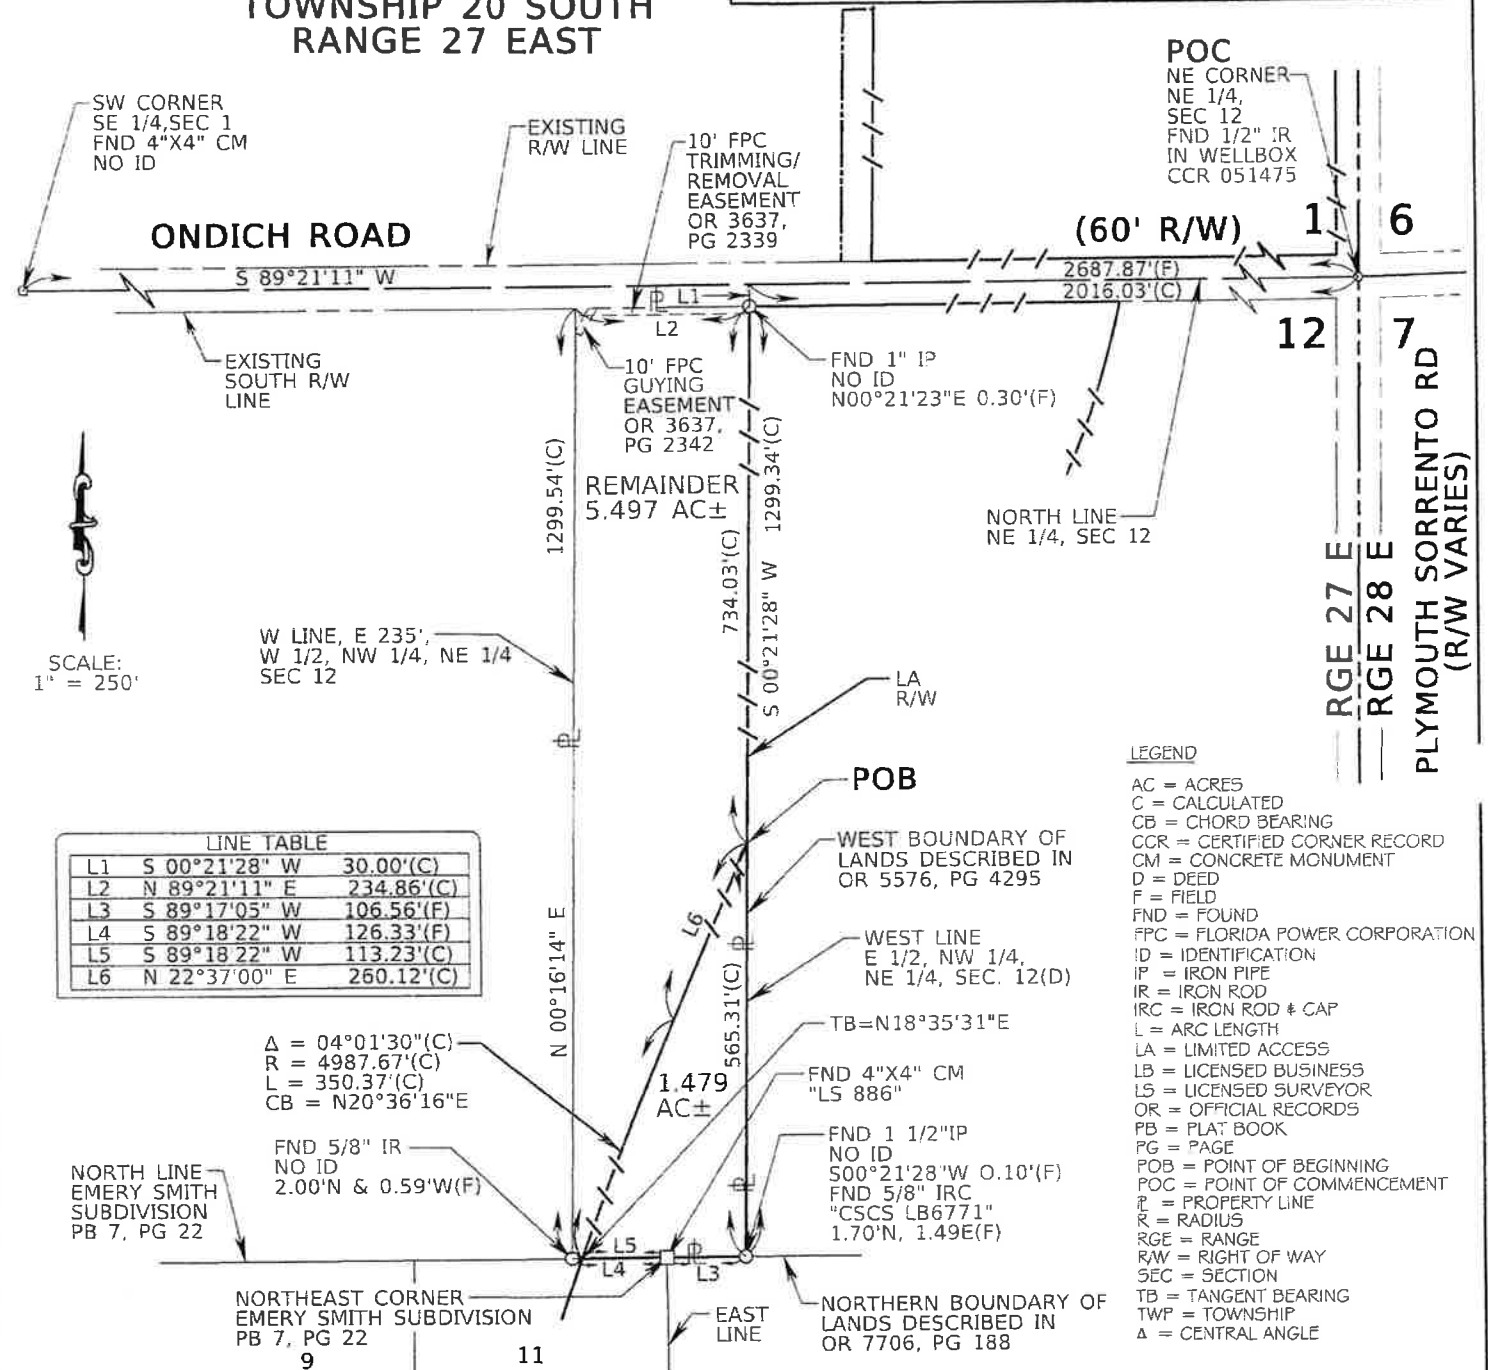 TOWNSHIP 20 SOUTH
RANGE 27 EAST
POC
NE CORNER
NE 1/4,
SEC 12
FND 1/2" IR
IN WELLBOX
CCR 051475
SW CORNER
SE 1/4,SEC 1
FND 4"X4" CM
NO ID
EXISTING
R/W LINE
10' FPC
TRIMMING/
REMOVAL
EASEMENT
OR 3637,
PG 2339
ONDICH ROAD
(60' R/W)
1
6
S 89°21'11" W
2687.87'(F)
2016.03'(C)
L1
L2
12
7
EXISTING
SOUTH R/W
LINE
10' FPC
GUYING
EASEMENT
OR 3637,
PG 2342
FND 1" IP
NO ID
N00°21'23"E 0.30'(F)
PLYMOUTH SORRENTO RD
(R/W VARIES)
1299.54'(C)
1299.34'(C)
REMAINDER
5.497 AC±
NORTH LINE
NE 1/4, SEC 12
734.03'(C)
S 00°21'28" W
RGE 27 E
RGE 28 E
SCALE:
1" = 250'
W LINE, E 235',
W 1/2, NW 1/4, NE 1/4
SEC 12
LA
R/W
POB
WEST BOUNDARY OF
LANDS DESCRIBED IN
OR 5576, PG 4295
LINE TABLE
L1 S 00°21'28" W 30.00'(C)
L2 N 89°21'11" E 234.86'(C)
L3 S 89°17'05" W 106.56'(F)
L4 S 89°18'22" W 126.33'(F)
L5 S 89°18'22" W 113.23'(C)
L6 N 22°37'00" E 260.12'(C)
L6
N 00°16'14" E
565.31'(C)
WEST LINE
E 1/2, NW 1/4,
NE 1/4, SEC. 12(D)
TB=N18°35'31"E
Δ = 04°01'30"(C)
R = 4987.67'(C)
L = 350.37'(C)
CB = N20°36'16"E
1.479
AC±
FND 4"X4" CM
"LS 886"
FND 5/8" IR
NO ID
2.00'N & 0.59'W(F)
FND 1 1/2"IP
NO ID
S00°21'28"W 0.10'(F)
FND 5/8" IRC
"CSCS LB6771"
1.70'N, 1.49E(F)
NORTH LINE
EMERY SMITH
SUBDIVISION
PB 7, PG 22
L5
L4
L3
NORTHEAST CORNER
EMERY SMITH SUBDIVISION
PB 7, PG 22
EAST
LINE
NORTHERN BOUNDARY OF
LANDS DESCRIBED IN
OR 7706, PG 188
9
11
LEGEND
AC = ACRES
C = CALCULATED
CB = CHORD BEARING
CCR = CERTIFIED CORNER RECORD
CM = CONCRETE MONUMENT
D = DEED
F = FIELD
FND = FOUND
FPC = FLORIDA POWER CORPORATION
ID = IDENTIFICATION
IP = IRON PIPE
IR = IRON ROD
IRC = IRON ROD & CAP
L = ARC LENGTH
LA = LIMITED ACCESS
LB = LICENSED BUSINESS
LS = LICENSED SURVEYOR
OR = OFFICIAL RECORDS
PB = PLAT BOOK
PG = PAGE
POB = POINT OF BEGINNING
POC = POINT OF COMMENCEMENT
PL = PROPERTY LINE
R = RADIUS
RGE = RANGE
R/W = RIGHT OF WAY
SEC = SECTION
TB = TANGENT BEARING
TWP = TOWNSHIP
Δ = CENTRAL ANGLE